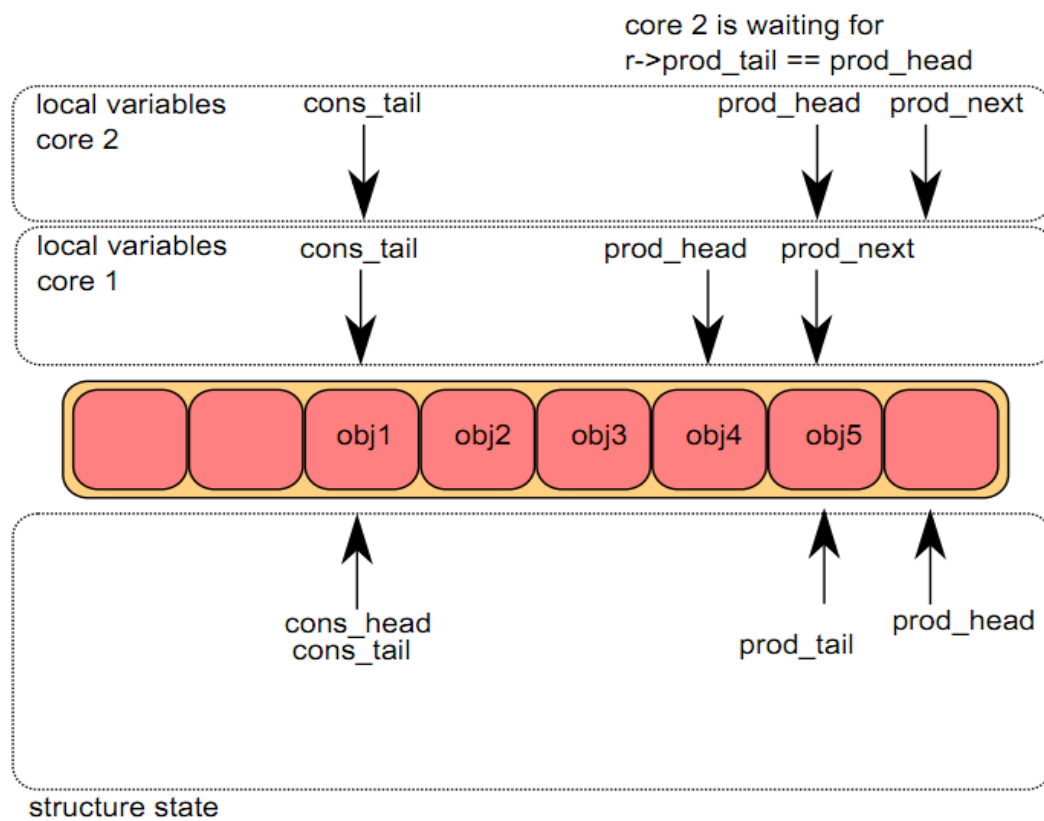 core 2 is waiting for
r->prod_tail == prod_head
local variables
core 2
cons_tail
prod_head
prod_next
local variables
core 1
cons_tail
prod_head
prod_next
obj1
obj2
obj3
obj4
obj5
cons_head
cons_tail
prod_tail
prod_head
structure state